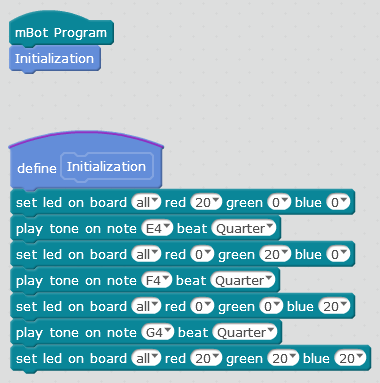 mBot Program
Initialization
define Initialization
set led on board all red 20 green 0 blue 0
play tone on note E4 beat Quarter
set led on board all red 0 green 20 blue 0
play tone on note F4 beat Quarter
set led on board all red 0 green 0 blue 20
play tone on note G4 beat Quarter
set led on board all red 20 green 20 blue 20